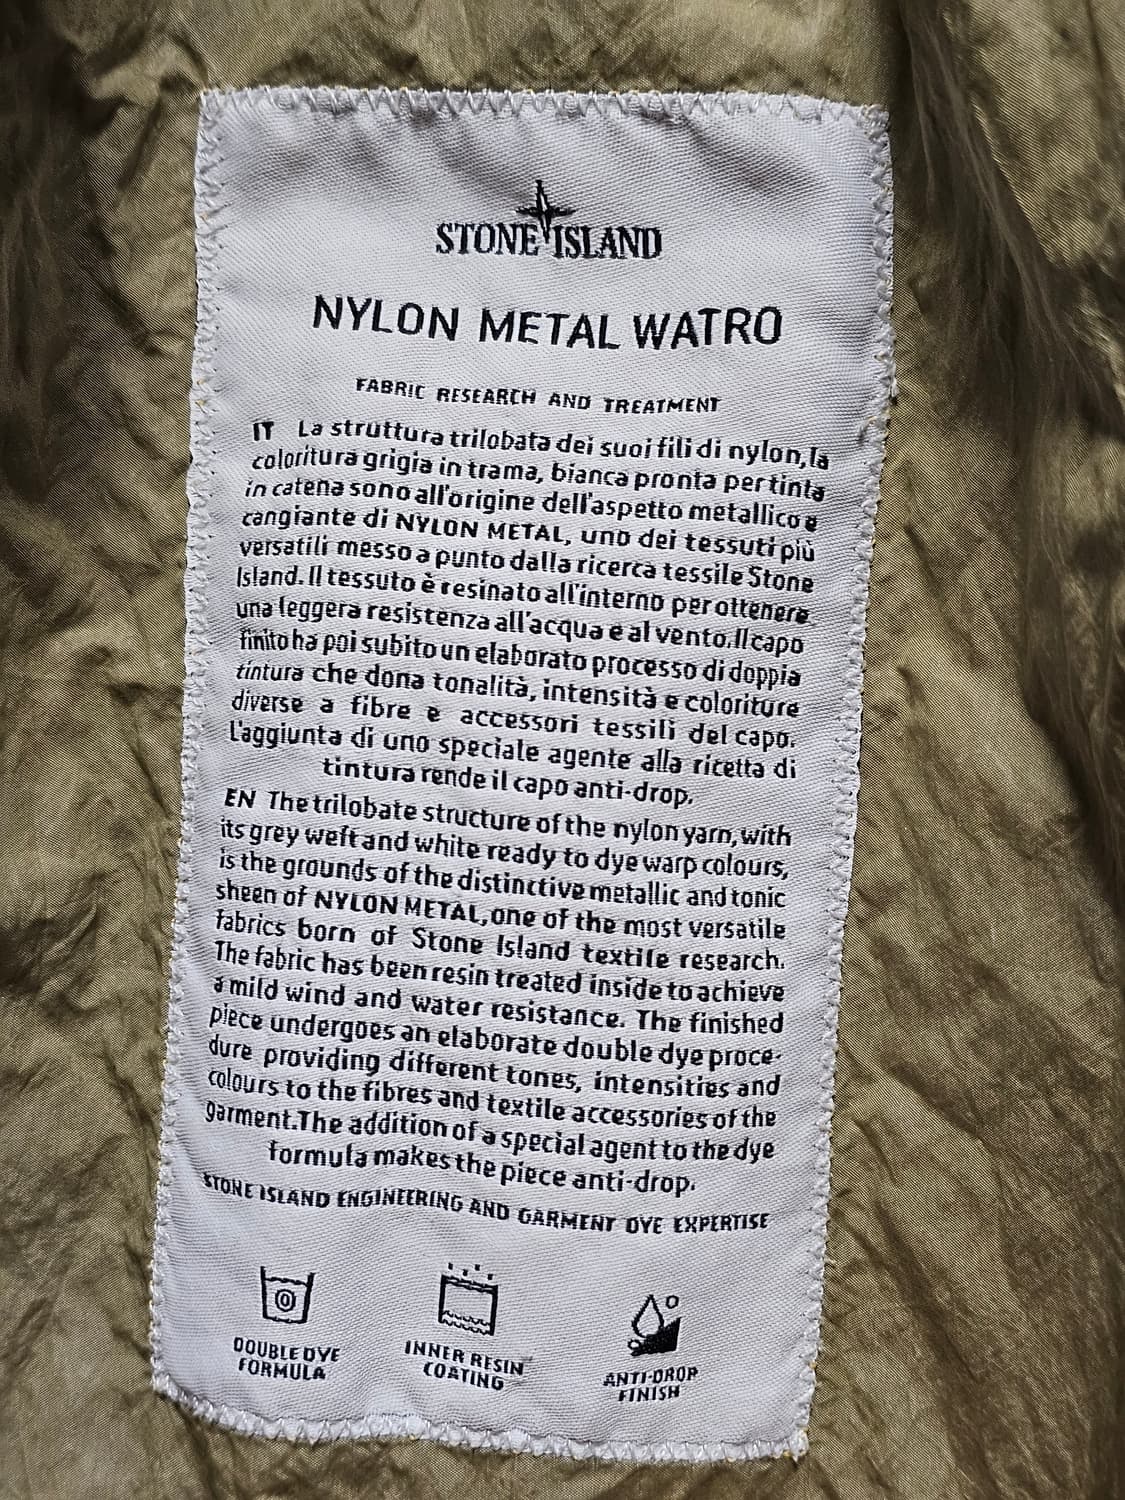 STONE ISLAND
NYLON METAL WATRO
FABRIC RESEARCH AND TREATMENT
IT La struttura trilobata dei suoi fili di nylon, la
coloritura grigia in trama, bianca pronta per tinta
in catena sono all'origine dell'aspetto metallico e
cangiante di NYLON METAL, uno dei tessuti più
versatili messo a punto dalla ricerca tessile Stone
Island. Il tessuto è resinato all'interno per ottenere
una leggera resistenza all'acqua e al vento. Il capo
finito ha poi subito un elaborato processo di doppia
tintura che dona tonalità, intensità e coloriture
diverse a fibre e accessori tessili del capo.
L'aggiunta di uno speciale agente alla ricetta di
tintura rende il capo anti-drop.
EN The trilobate structure of the nylon yarn, with
its grey weft and white ready to dye warp colours,
is the grounds of the distinctive metallic and tonic
sheen of NYLON METAL, one of the most versatile
fabrics born of Stone Island textile research.
The fabric has been resin treated inside to achieve
a mild wind and water resistance. The finished
piece undergoes an elaborate double dye proce-
dure providing different tones, intensities and
colours to the fibres and textile accessories of the
garment. The addition of a special agent to the dye
formula makes the piece anti-drop.
STONE ISLAND ENGINEERING AND GARMENT DYE EXPERTISE
DOUBLE DYE
FORMULA
INNER RESIN
COATING
ANTI-DROP
FINISH